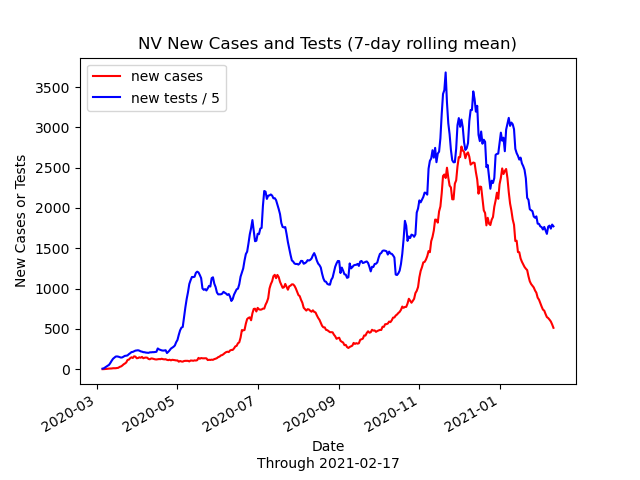 NV New Cases and Tests (7-day rolling mean)
new cases
new tests / 5
3500
3000
2500
2000
1500
1000
500
0
New Cases or Tests
2020-03
2020-05
2020-07
2020-09
2020-11
2021-01
Date
Through 2021-02-17